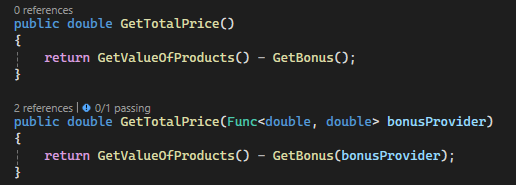 0 references
public double GetTotalPrice()
{
return GetValueOfProducts() - GetBonus();
}
2 references | 0/1 passing
public double GetTotalPrice(Func<double, double> bonusProvider)
{
return GetValueOfProducts() - GetBonus(bonusProvider);
}